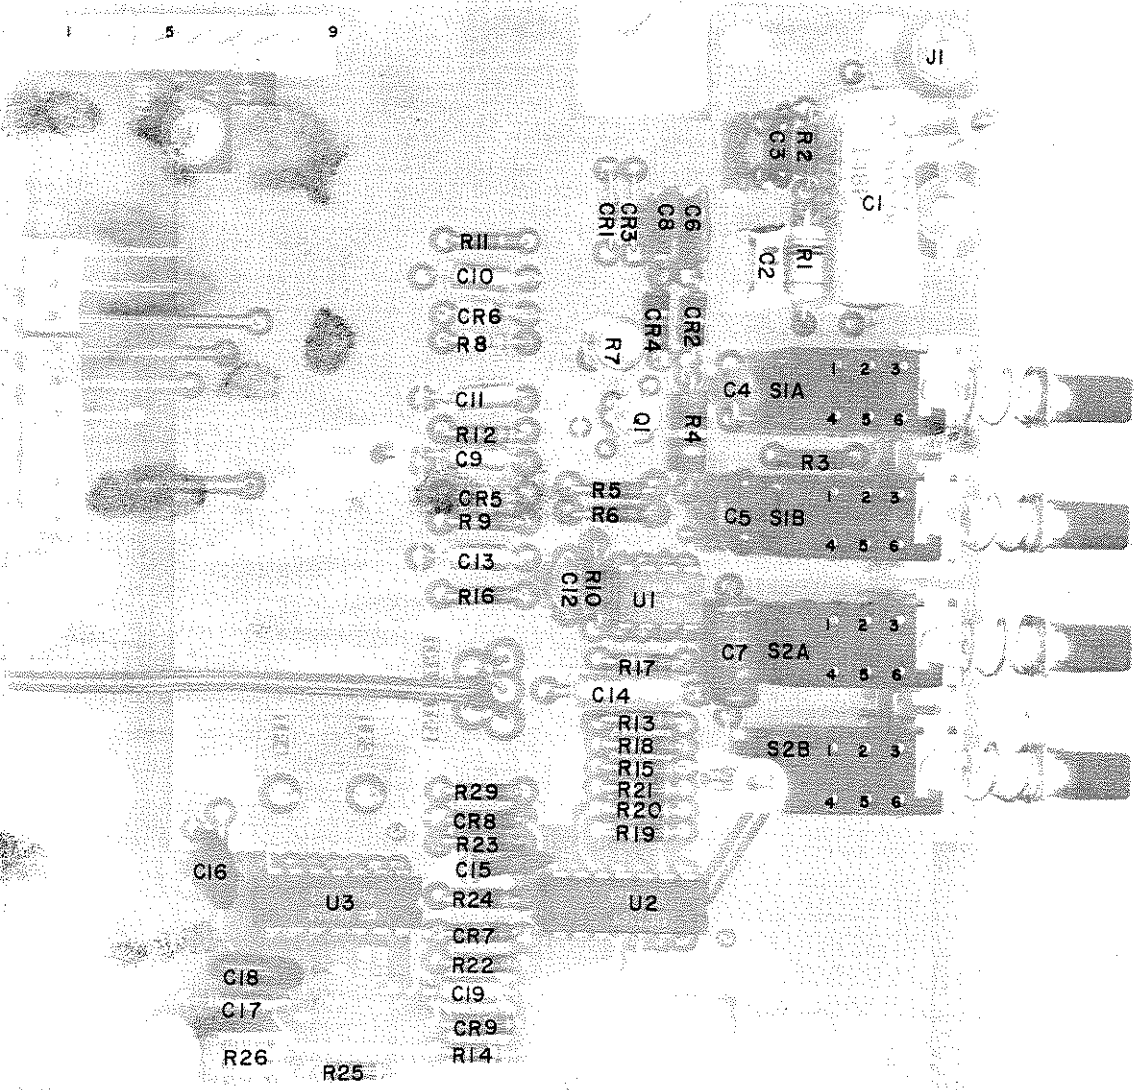 1 5 9
J1
C3 R2
C1
CR1 CR3 C8 C6
R11
C2 R1
C10
CR6
R8
CR4 CR2
R7
C4 S1A 1 2 3
4 5 6
C11
Q1 R4
R12
C9
R3
CR5
R5
R9
R6
C5 S1B 1 2 3
4 5 6
C13
R16
C12 R10
U1
C7 S2A 1 2 3
4 5 6
R17
C14
R13
R18
R15
R21
R20
R19
S2B 1 2 3
4 5 6
R29
CR8
R23
C16
C15
U3
R24
U2
CR7
R22
C18
C19
C17
CR9
R14
R26
R25